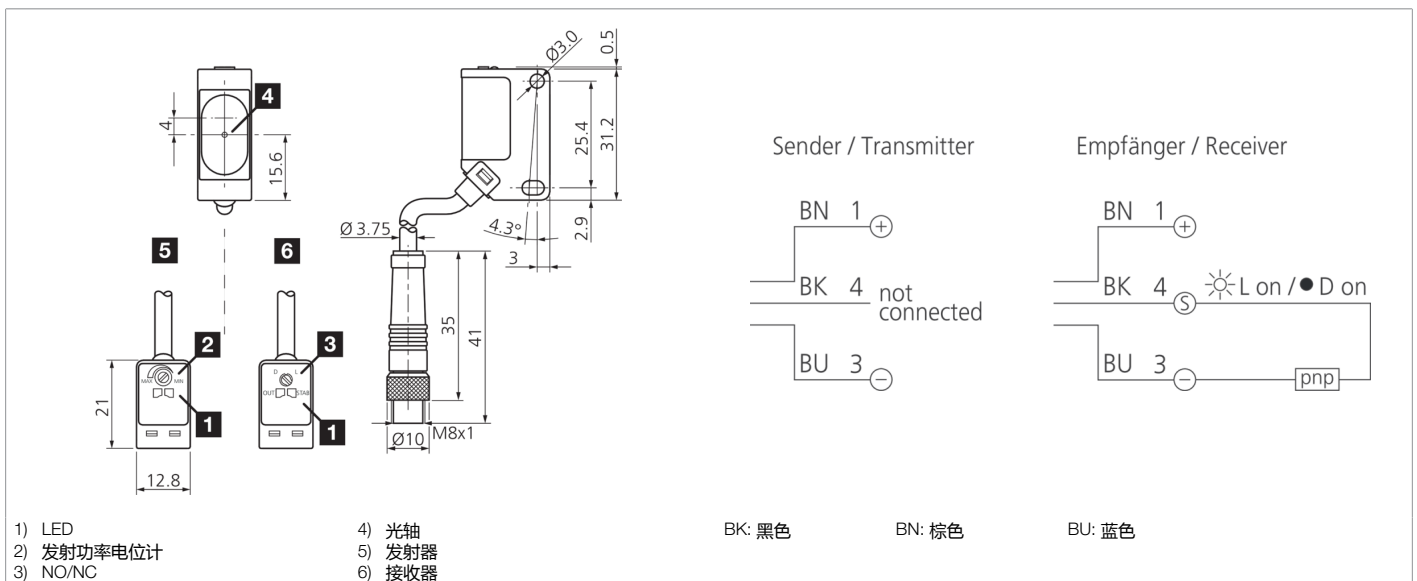 4
4
15.6
5
6
2
3
MAX
MIN
D
L
OUT
STAB
1
1
21
12.8
Ø3.0
0.5
25.4
31.2
2.9
4.3°
3
Ø 3.75
35
41
M8x1
Ø10
Sender / Transmitter
BN 1 +
BK 4 not
connected
BU 3 −
Empfänger / Receiver
BN 1 +
BK 4 S L on / ● D on
BU 3 − pnp
1) LED
2) 发射功率电位计
3) NO/NC
4) 光轴
5) 发射器
6) 接收器
BK: 黑色
BN: 棕色
BU: 蓝色